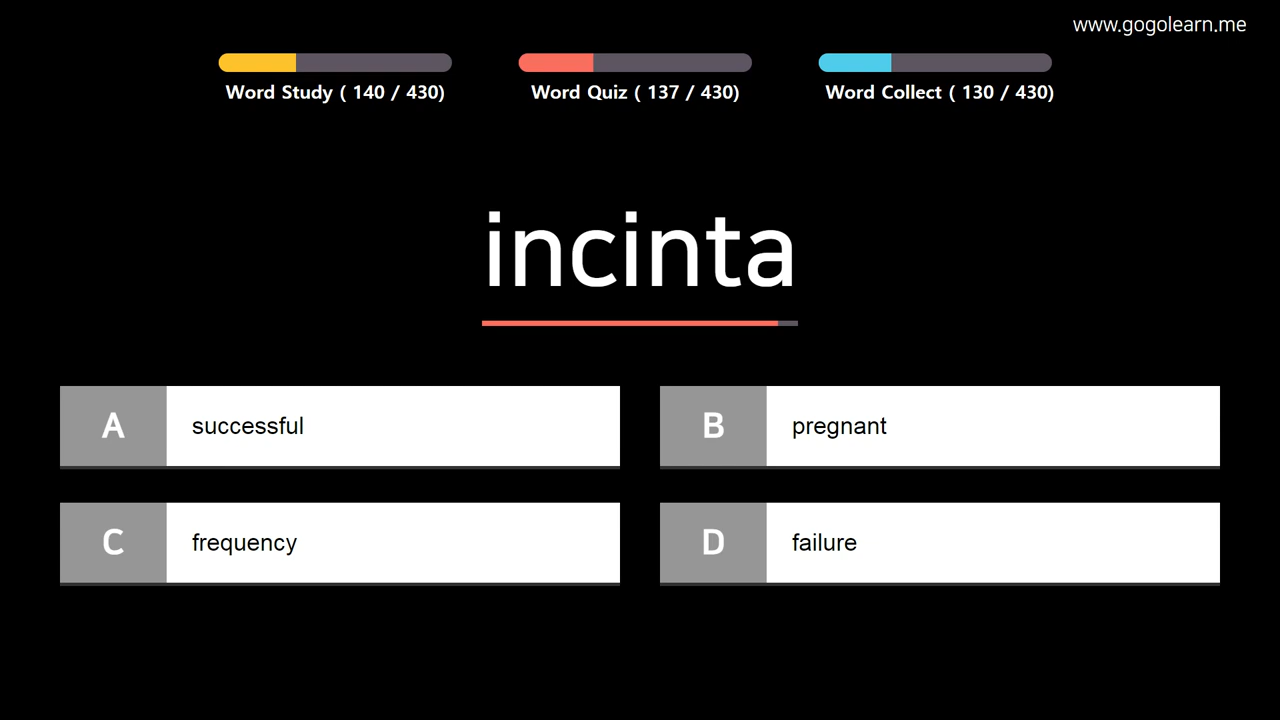 www.gogolearn.me
Word Study ( 140 / 430)
Word Quiz ( 137 / 430)
Word Collect ( 130 / 430)
incinta
A successful
B pregnant
C frequency
D failure